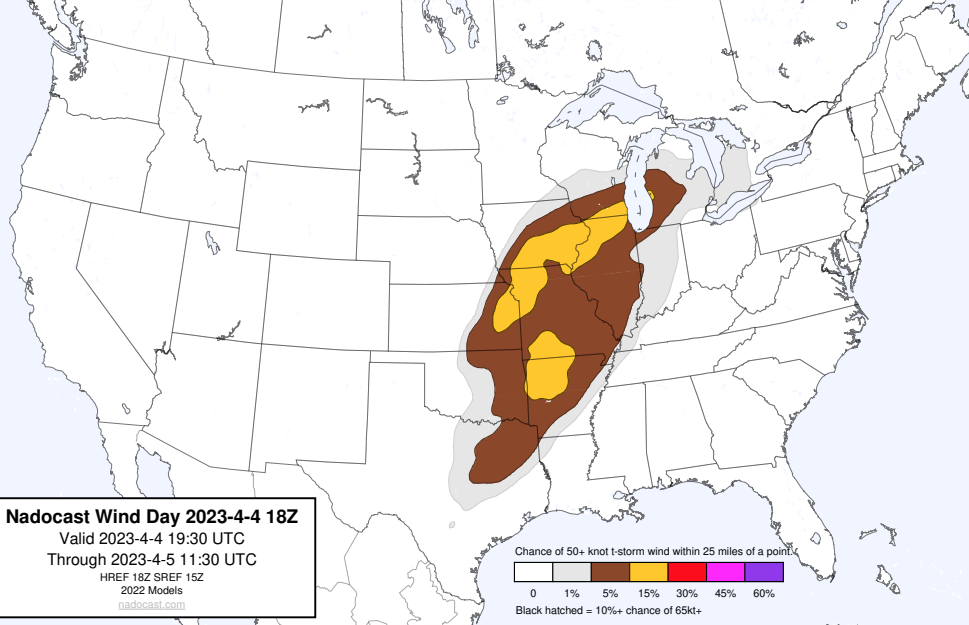 Nadocast Wind Day 2023-4-4 18Z
Valid 2023-4-4 19:30 UTC
Through 2023-4-5 11:30 UTC
HREF 18Z SREF 15Z
2022 Models
nadocast.com
Chance of 50+ knot t-storm wind within 25 miles of a point.
0 1% 5% 15% 30% 45% 60%
Black hatched = 10%+ chance of 65kt+